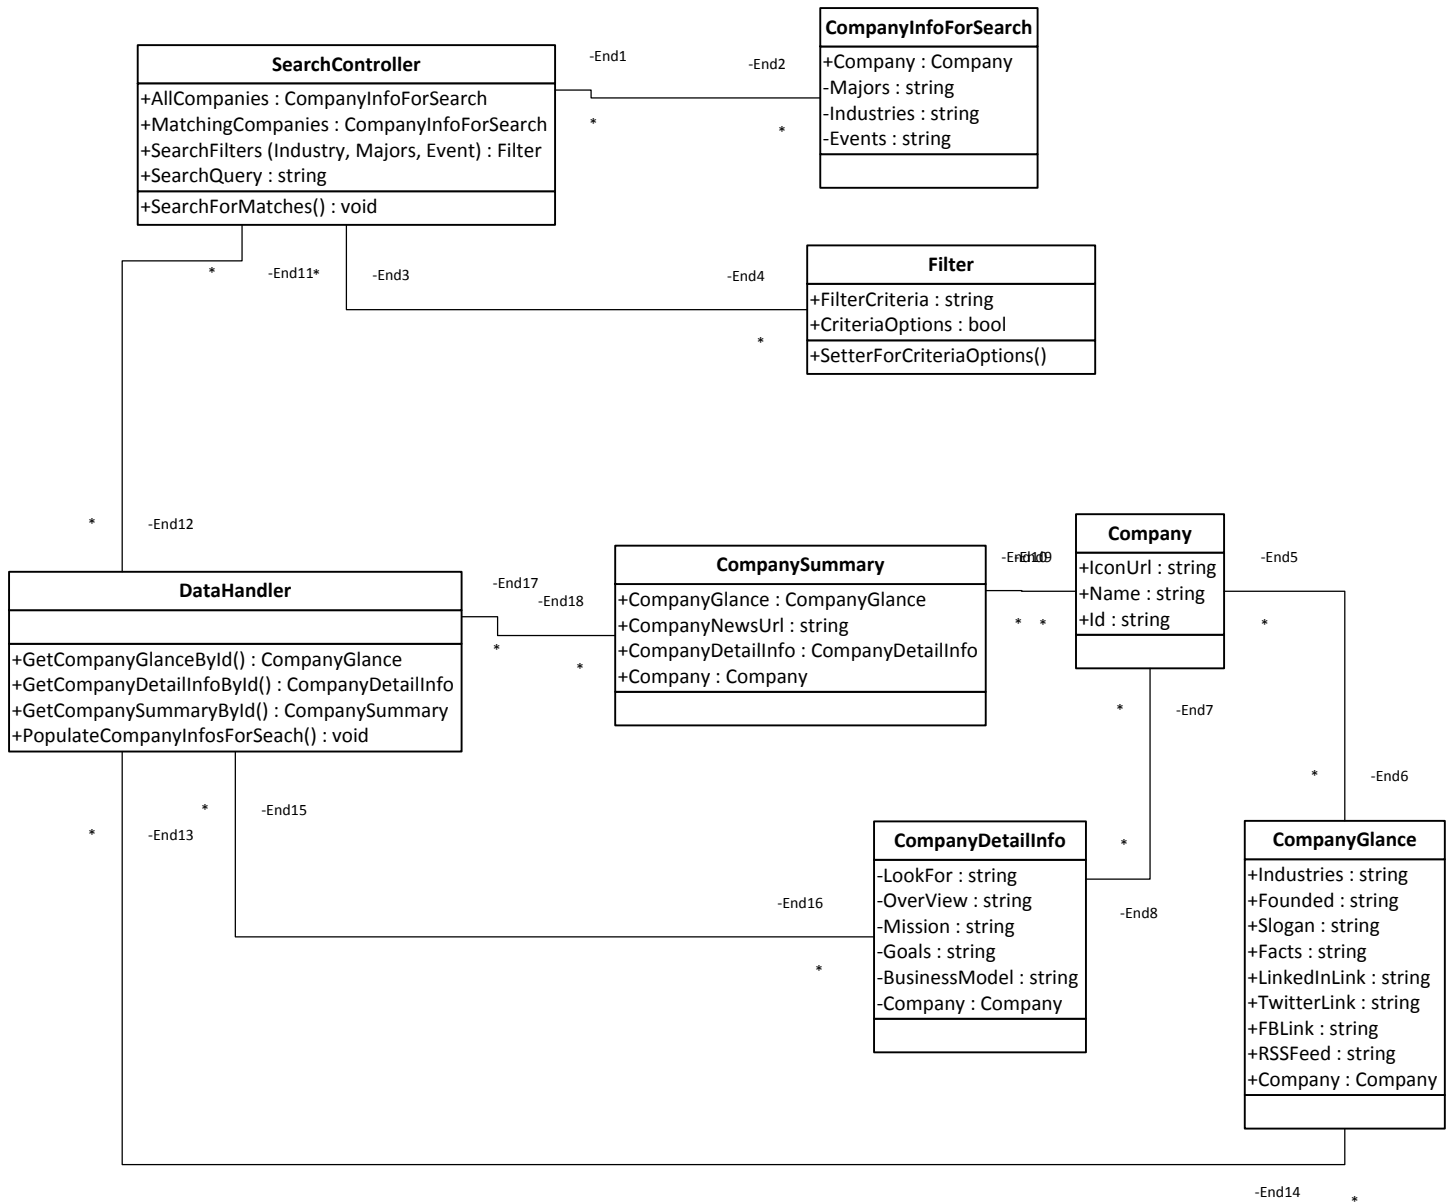 SearchController
+AllCompanies : CompanyInfoForSearch
+MatchingCompanies : CompanyInfoForSearch
+SearchFilters (Industry, Majors, Event) : Filter
+SearchQuery : string
+SearchForMatches() : void
-End1
*
-End2
*
CompanyInfoForSearch
+Company : Company
-Majors : string
-Industries : string
-Events : string
*
-End11
*
-End3
-End4
*
Filter
+FilterCriteria : string
+CriteriaOptions : bool
+SetterForCriteriaOptions()
*
-End12
DataHandler
+GetCompanyGlanceById() : CompanyGlance
+GetCompanyDetailInfoById() : CompanyDetailInfo
+GetCompanySummaryById() : CompanySummary
+PopulateCompanyInfosForSeach() : void
-End17
*
-End18
*
CompanySummary
+CompanyGlance : CompanyGlance
+CompanyNewsUrl : string
+CompanyDetailInfo : CompanyDetailInfo
+Company : Company
-End10
-End9
*
*
Company
+IconUrl : string
+Name : string
+Id : string
-End5
*
*
-End7
*
-End6
*
-End13
*
-End15
-End16
*
CompanyDetailInfo
-LookFor : string
-OverView : string
-Mission : string
-Goals : string
-BusinessModel : string
-Company : Company
*
-End8
CompanyGlance
+Industries : string
+Founded : string
+Slogan : string
+Facts : string
+LinkedInLink : string
+TwitterLink : string
+FBLink : string
+RSSFeed : string
+Company : Company
-End14
*